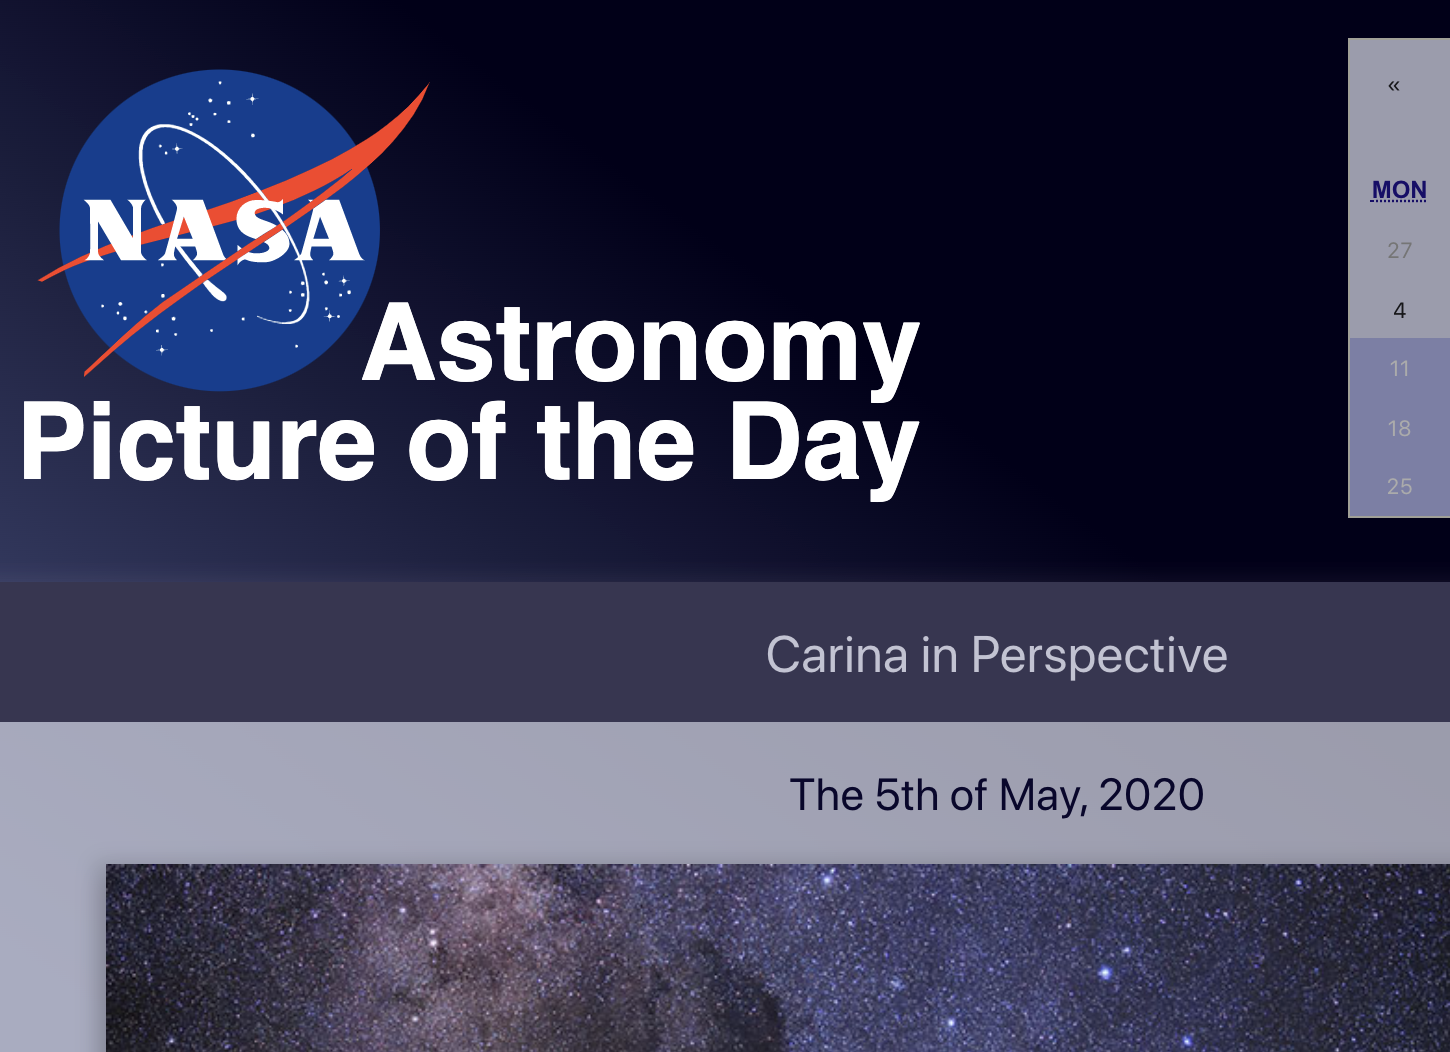 NASA
Astronomy
Picture of the Day
«
MON
27
4
11
18
25
Carina in Perspective
The 5th of May, 2020